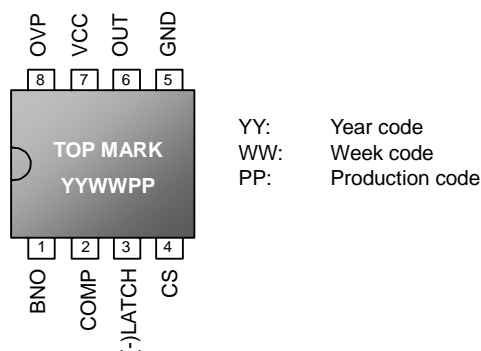 OVP VCC OUT GND
8 7 6 5
TOP MARK
YYWWPP
1 2 3 4
BNO COMP (-)LATCH CS
YY: Year code
WW: Week code
PP: Production code